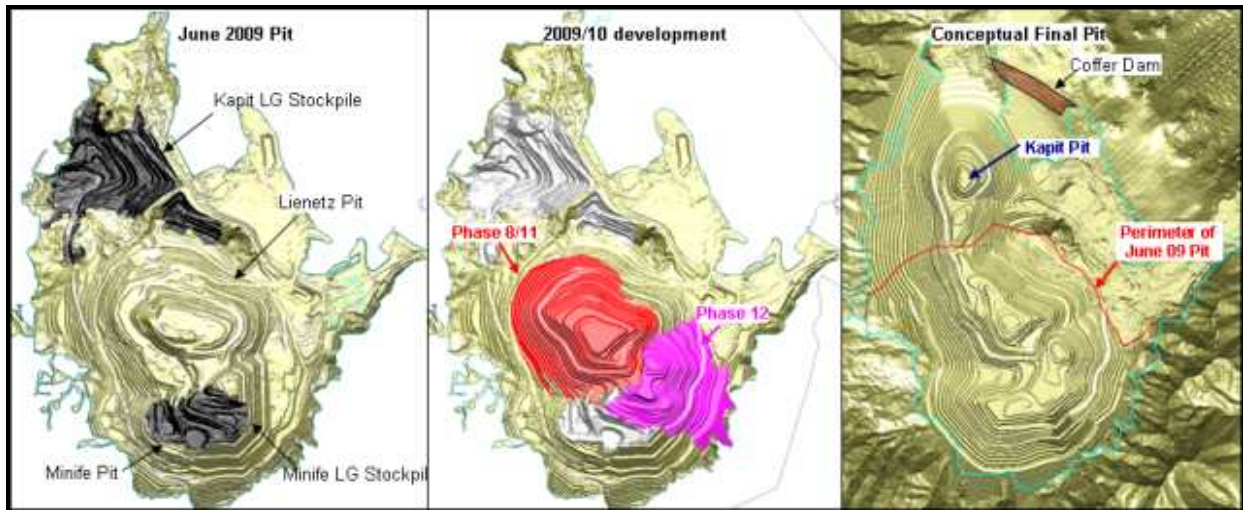 June 2009 Pit
Kapit LG Stockpile
Lienetz Pit
Minife Pit
Minife LG Stockpil
2009/10 development
Phase 8/11
Phase 12
Conceptual Final Pit
Coffer Dam
Kapit Pit
Perimeter of
June 09 Pit